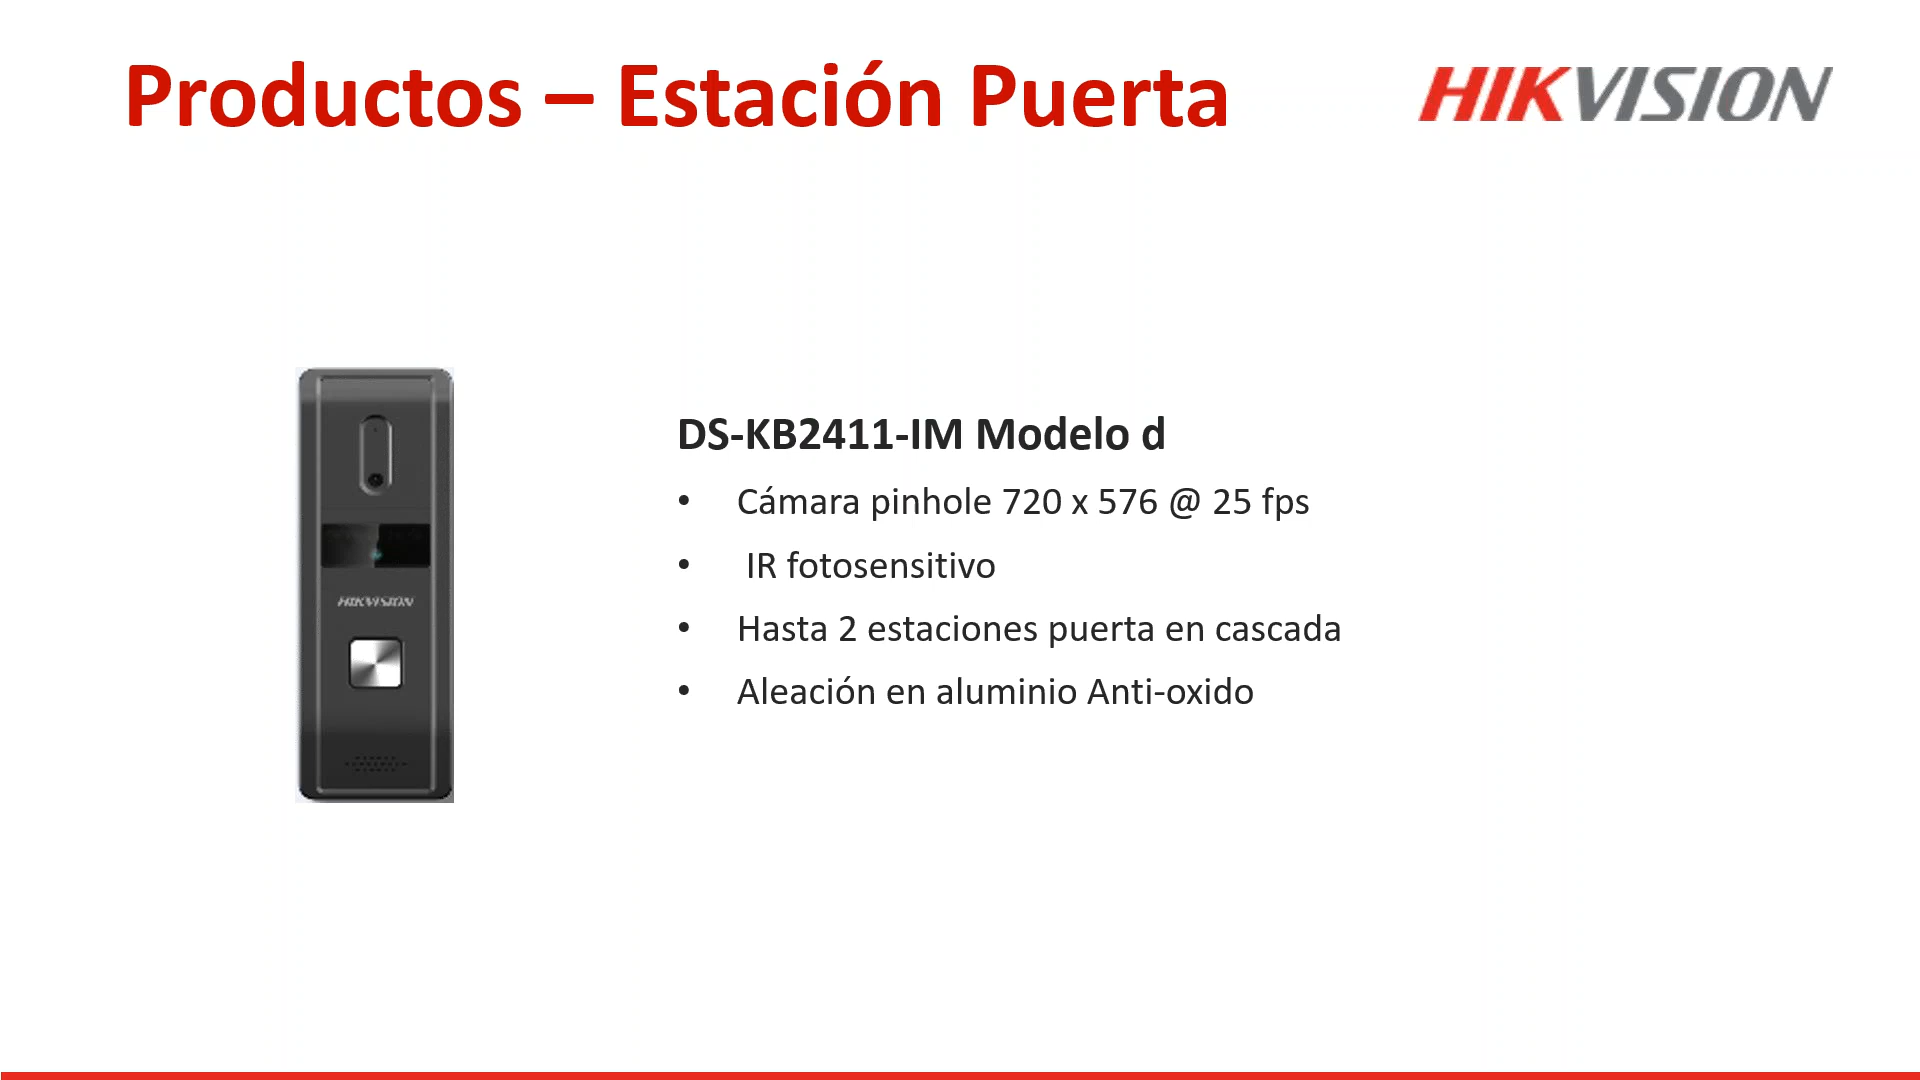 Productos – Estación Puerta
HIKVISION
HIKVISION
DS-KB2411-IM Modelo d
• Cámara pinhole 720 x 576 @ 25 fps
• IR fotosensitivo
• Hasta 2 estaciones puerta en cascada
• Aleación en aluminio Anti-oxido